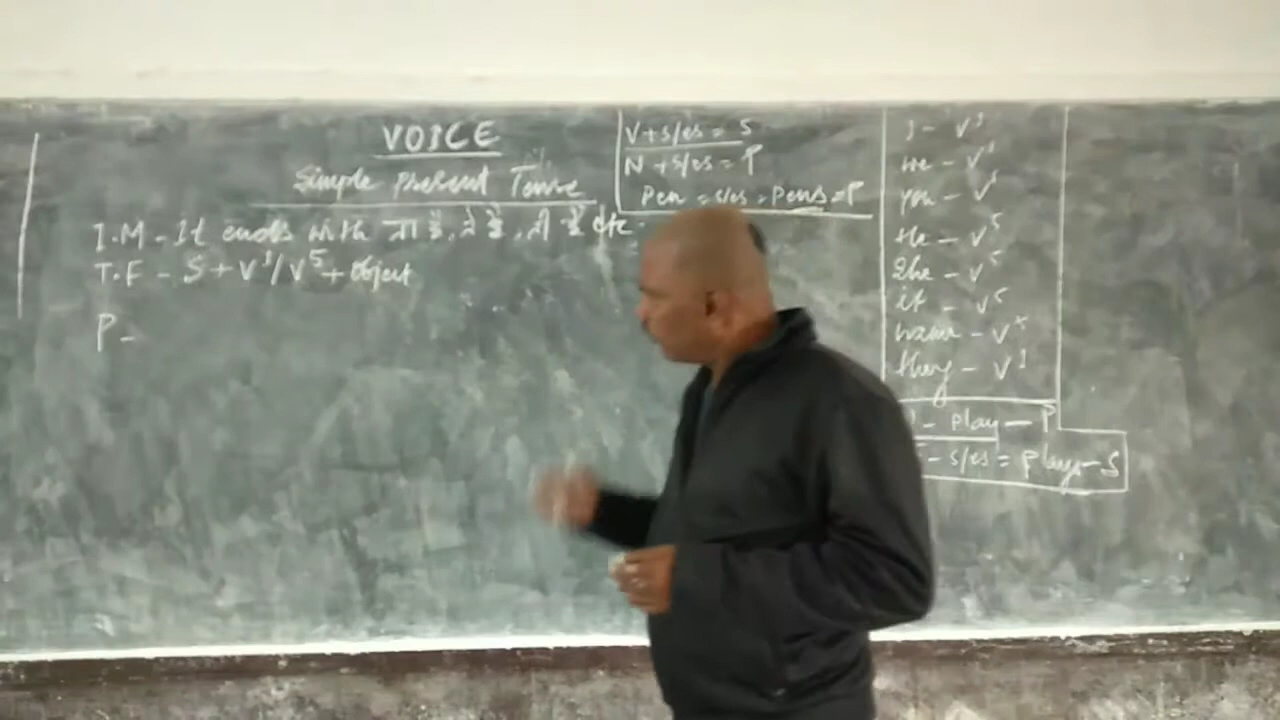 VOICE
Simple Present Tense
I.M - It ends with ता है, ते हैं, ती है etc.
T.F - S + V¹/V⁵ + Object
P -
V+s/es = S
N+s/es = P
Pen = s/es = Pens = P
I - V¹
we - V¹
you - V¹
He - V⁵
She - V⁵
it - V⁵
name - V⁵
they - V¹
- Play - P
- s/es = Plays - S